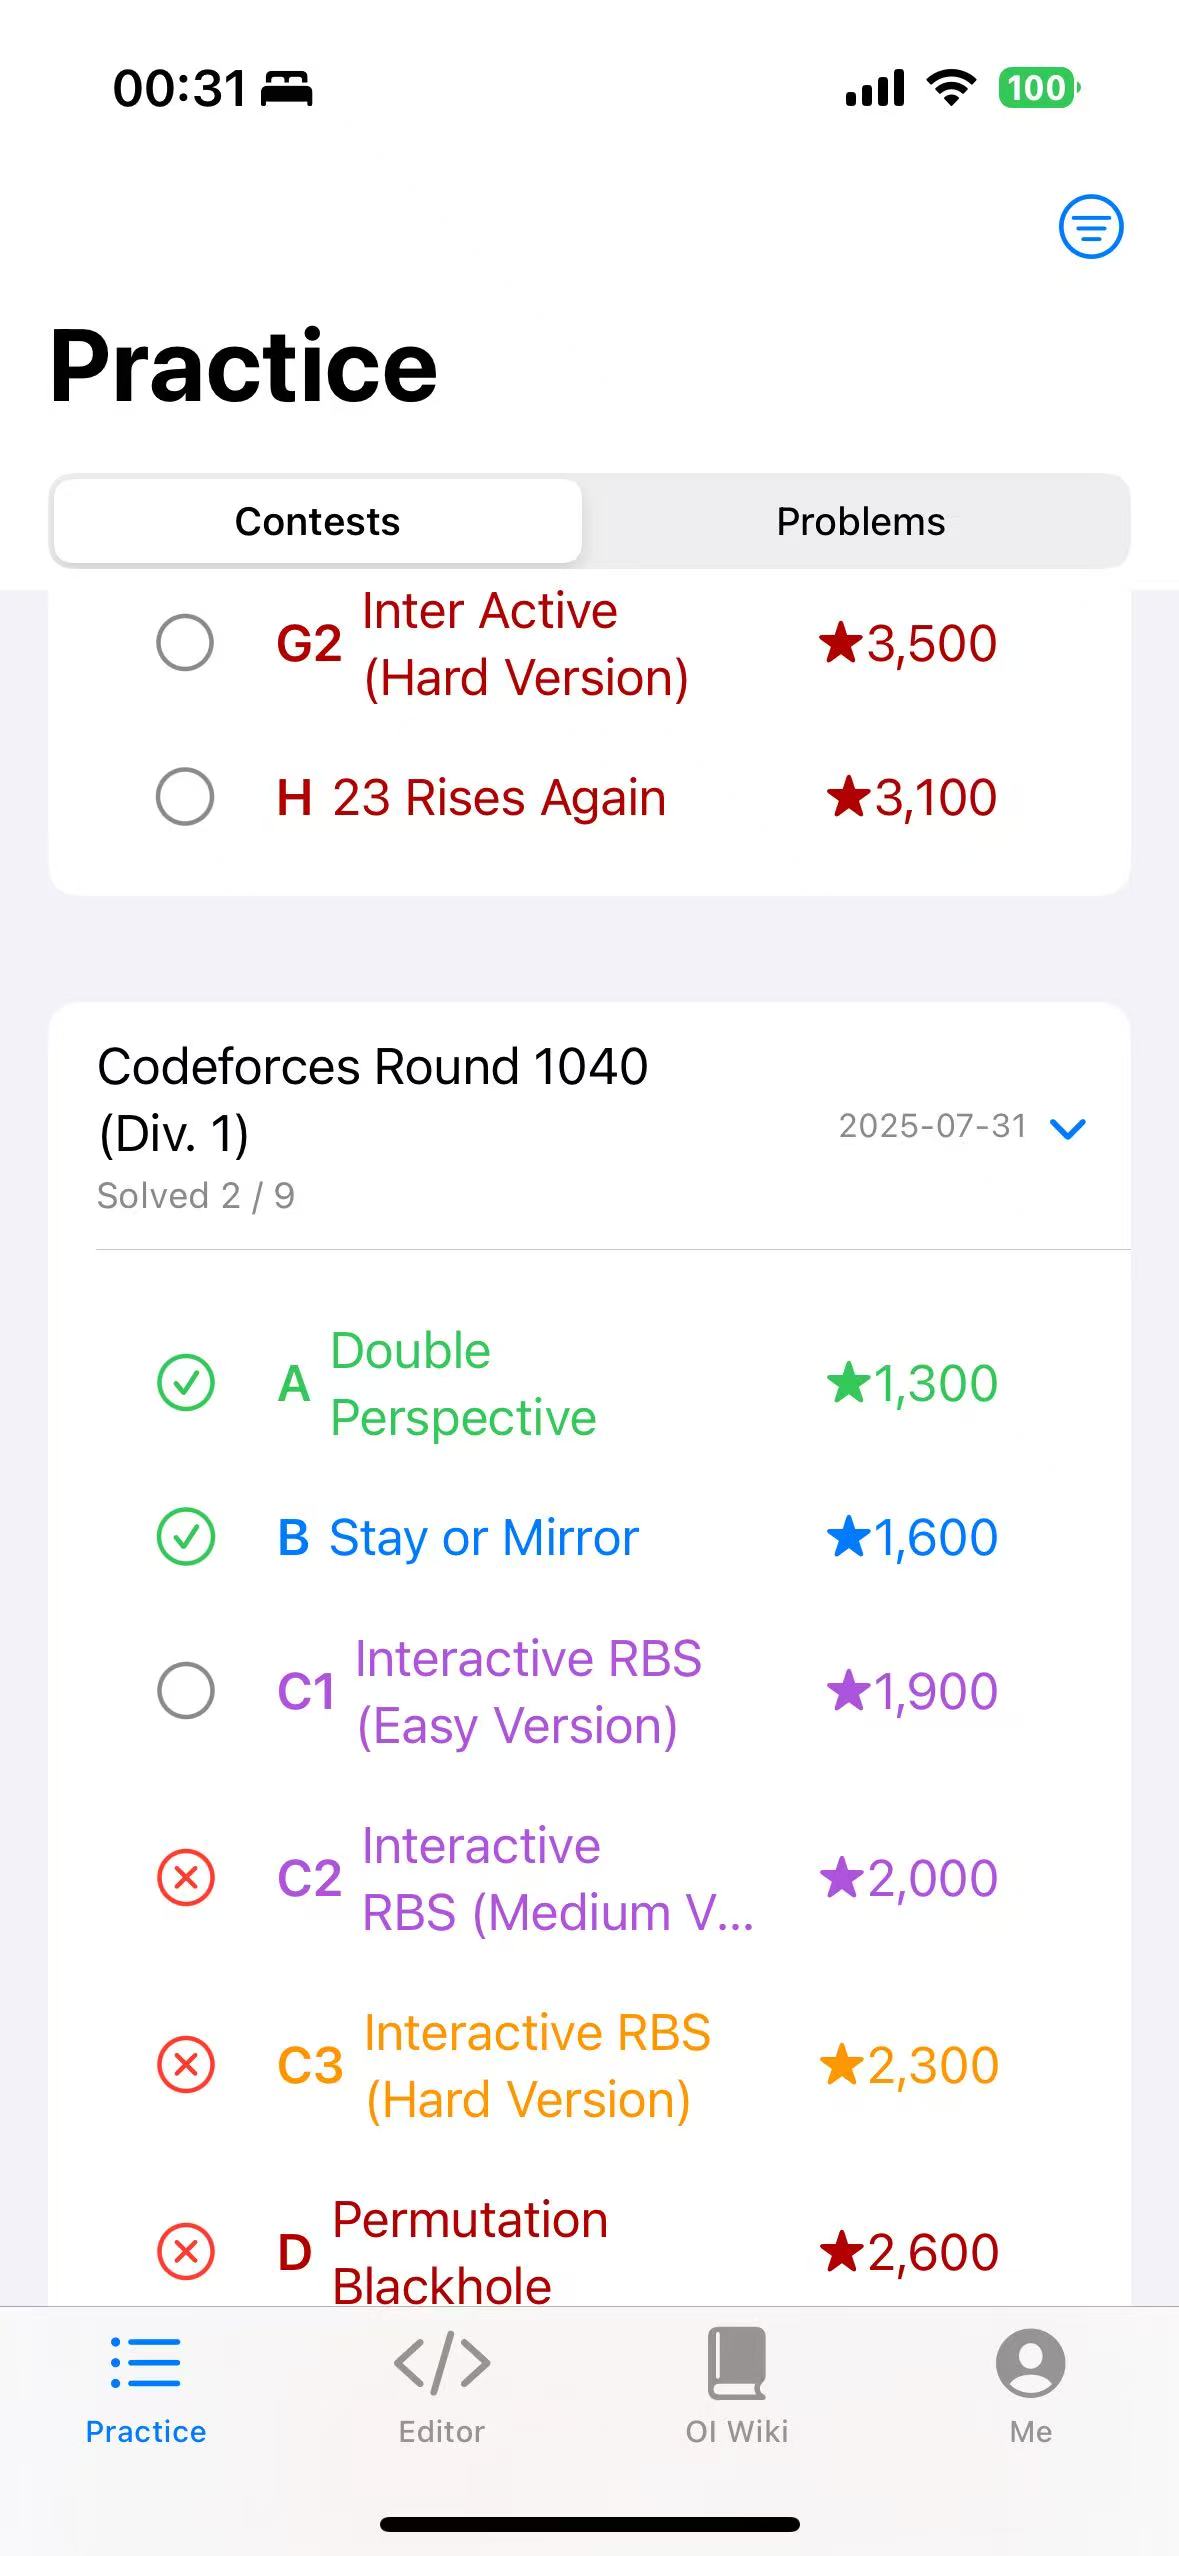 00:31
100
Practice
Contests
Problems
G2
Inter Active
(Hard Version)
★3,500
H
23 Rises Again
★3,100
Codeforces Round 1040
(Div. 1)
2025-07-31
Solved 2 / 9
A
Double
Perspective
★1,300
B
Stay or Mirror
★1,600
C1
Interactive RBS
(Easy Version)
★1,900
C2
Interactive
RBS (Medium V...
★2,000
C3
Interactive RBS
(Hard Version)
★2,300
D
Permutation
Blackhole
★2,600
Practice
Editor
OI Wiki
Me